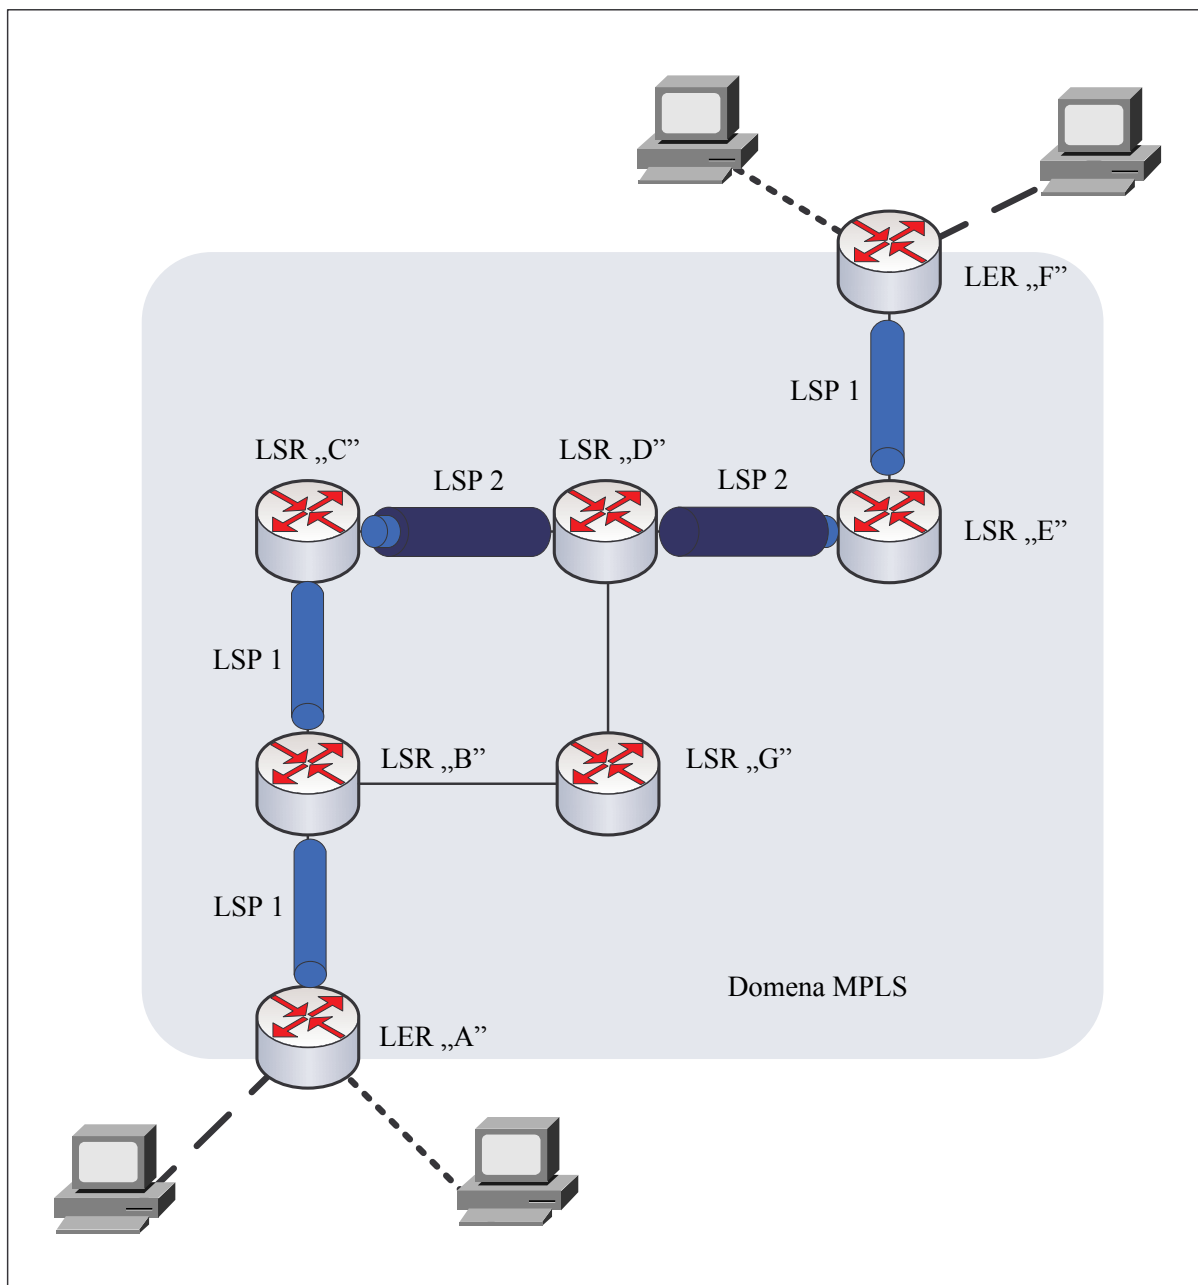 LER „F”
LSP 1
LSR „C”
LSR „D”
LSP 2
LSP 2
LSR „E”
LSP 1
LSR „B”
LSR „G”
LSP 1
Domena MPLS
LER „A”